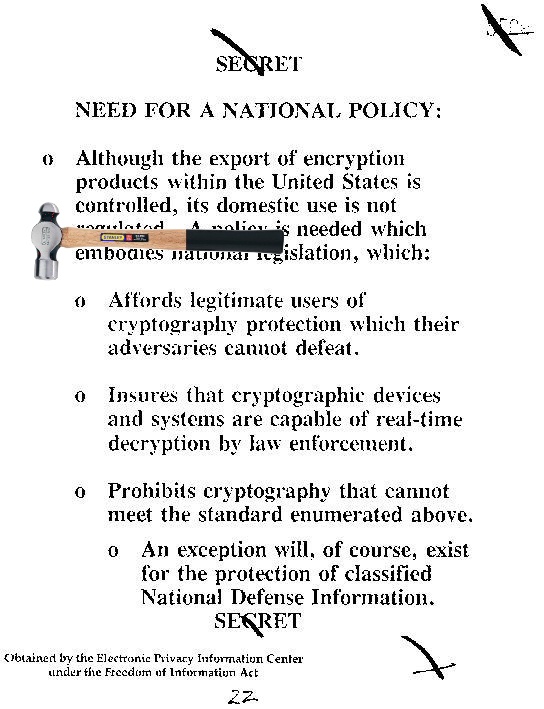 SECRET
NEED FOR A NATIONAL POLICY:
o Although the export of encryption
products within the United States is
controlled, its domestic use is not
regulated. A policy is needed which
embodies national legislation, which:
STANLEY
o Affords legitimate users of
cryptography protection which their
adversaries cannot defeat.
o Insures that cryptographic devices
and systems are capable of real-time
decryption by law enforcement.
o Prohibits cryptography that cannot
meet the standard enumerated above.
o An exception will, of course, exist
for the protection of classified
National Defense Information.
SECRET
Obtained by the Electronic Privacy Information Center
under the Freedom of Information Act
22